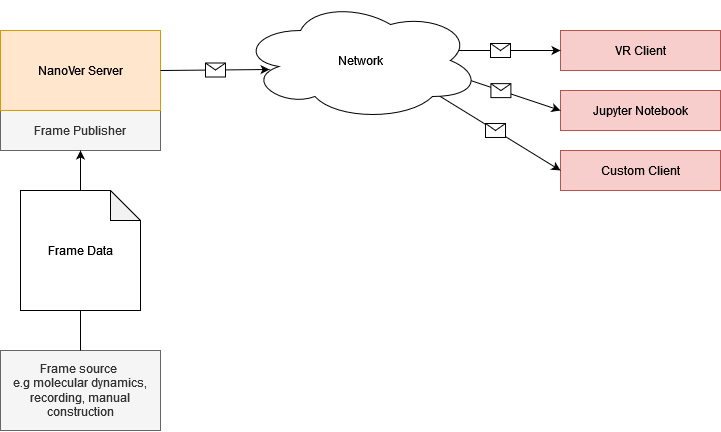 NanoVer Server
Frame Publisher
Network
VR Client
Jupyter Notebook
Custom Client
Frame Data
Frame source
e.g molecular dynamics,
recording, manual
construction